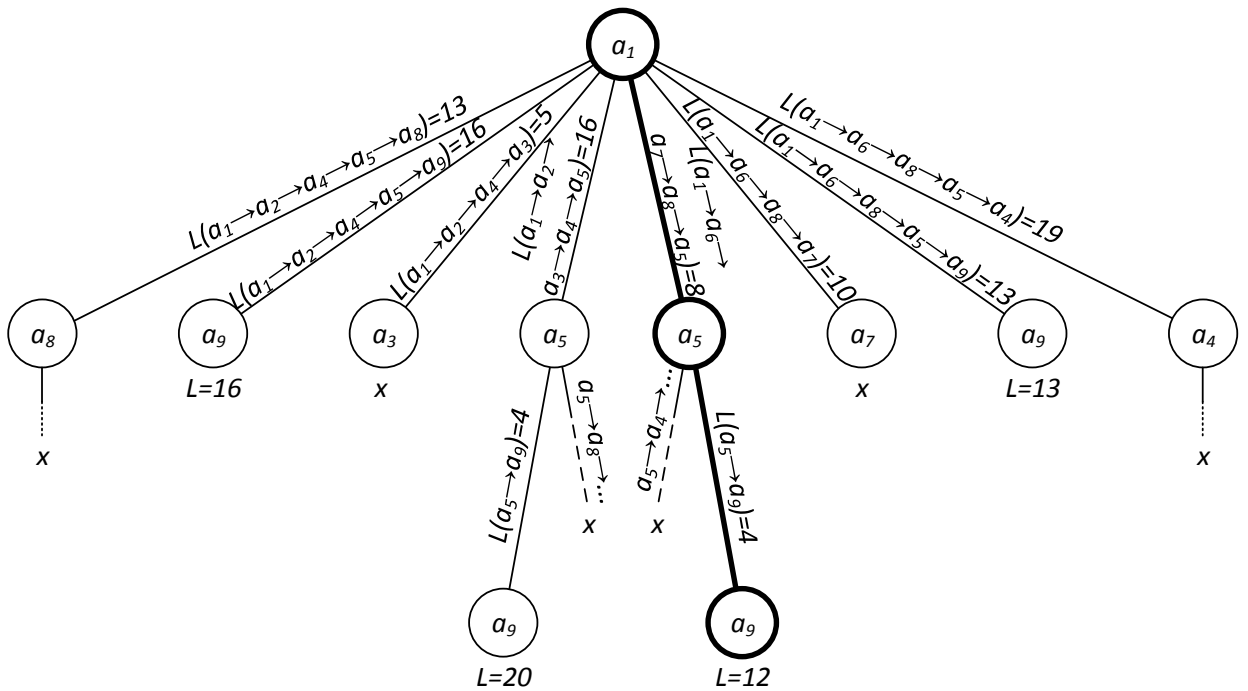 a₁
L(a₁→a₂→a₄→a₅→a₈)=13
L(a₁→a₂→a₄→a₅→a₉)=16
L(a₁→a₂→a₄→a₃)=5
L(a₁→a₂→
a₃→a₄→a₅)=16
L(a₁→a₆→
a₇→a₈→a₅)=8
L(a₁→a₆→a₈→a₇)=10
L(a₁→a₆→a₈→a₅→a₉)=13
L(a₁→a₆→a₈→a₅→a₄)=19
a₈
a₉
a₃
a₅
a₅
a₇
a₉
a₄
L=16
x
x
L=13
x
x
L(a₅→a₉)=4
a₅→a₈→...
a₅→a₄→...
L(a₅→a₉)=4
x
x
a₉
a₉
L=20
L=12